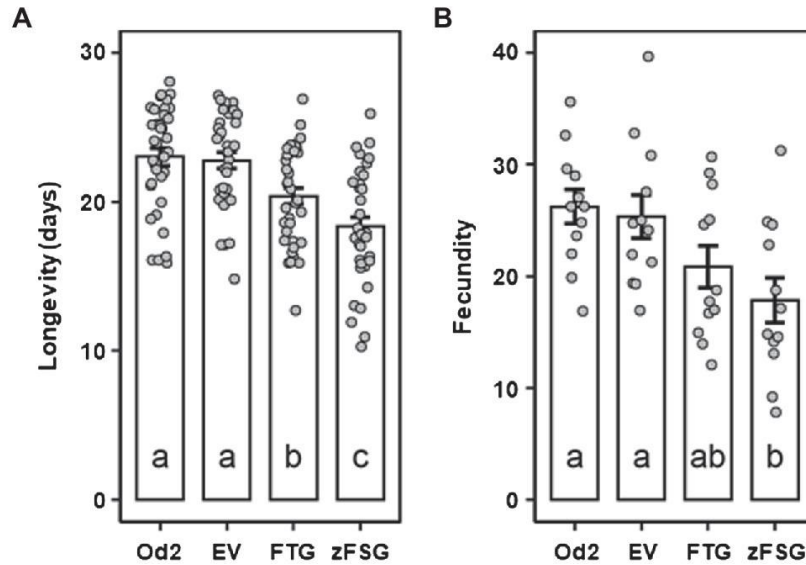 A
B
Longevity (days)
30
20
10
0
a
a
b
c
Od2
EV
FTG
zFSG
Fecundity
40
30
20
10
0
a
a
ab
b
Od2
EV
FTG
zFSG